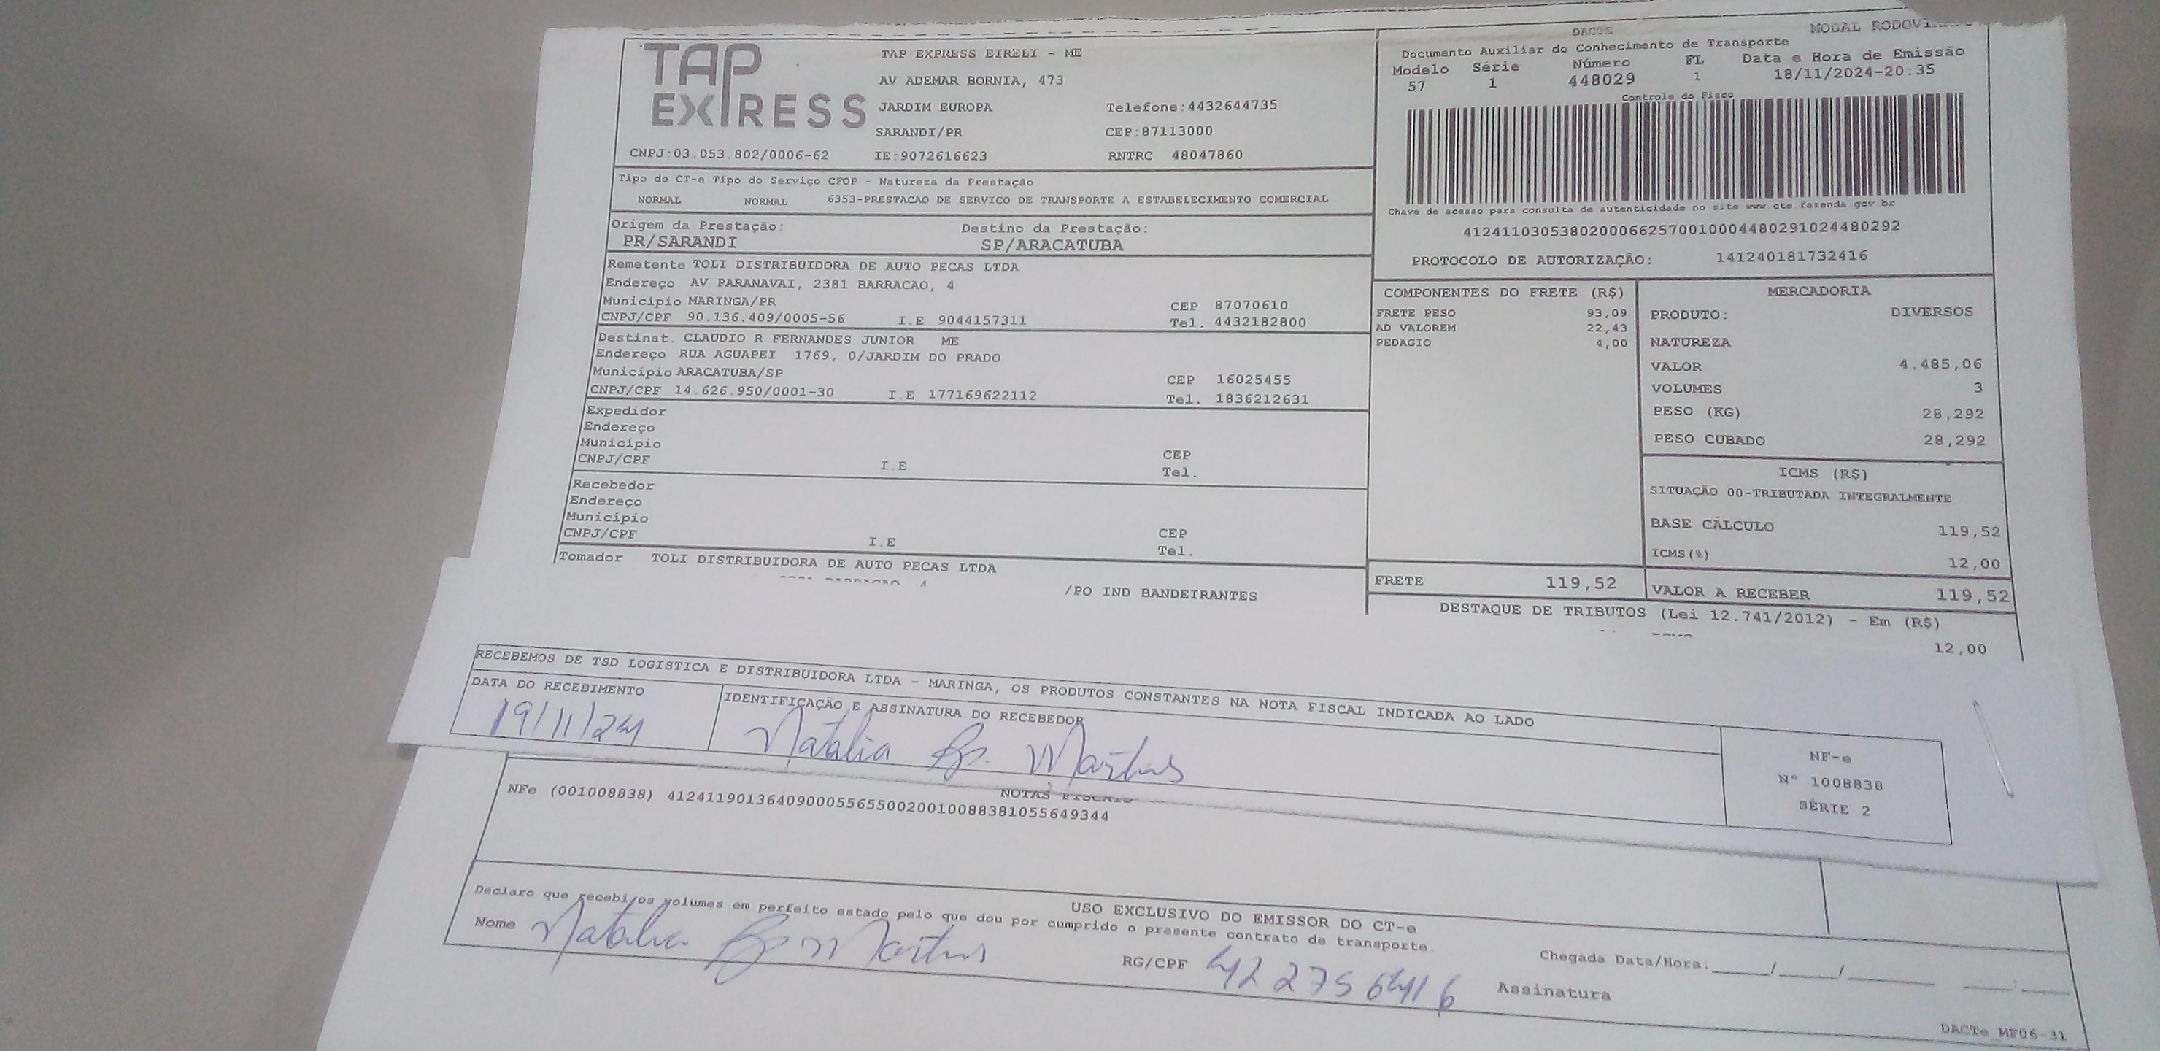 TAP EXPRESS
TAP EXPRESS EIRELI - ME
AV ADEMAR BORNIA, 473
JARDIM EUROPA Telefone:4432644735
SARANDI/PR CEP:87113000
CNPJ:03.053.802/0006-62 IE:9072616623 RNTRC 48047860
DACTE MODAL
Documento Auxiliar do Conhecimento de Transporte
Modelo Série Número FL Data e Hora de Emissão
57 1 448029 1 18/11/2024-20:35
Controle do Fisco
Chave de acesso para consulta de autenticidade no site www.cte.fazenda.gov.br
41241103053802000662570010004480291024480292
PROTOCOLO DE AUTORIZAÇÃO: 141240181732416
Tipo do CT-e Tipo do Serviço CFOP - Natureza da Prestação
NORMAL NORMAL 6353-PRESTACAO DE SERVICO DE TRANSPORTE A ESTABELECIMENTO COMERCIAL
Origem da Prestação: Destino da Prestação:
PR/SARANDI SP/ARACATUBA
Remetente TOLI DISTRIBUIDORA DE AUTO PECAS LTDA
Endereço AV PARANAVAI, 2381 BARRACAO, 4
Município MARINGA/PR CEP 87070610
CNPJ/CPF 90.136.409/0005-56 I.E 9044157311 Tel. 4432182800
Destinat. CLAUDIO R FERNANDES JUNIOR ME
Endereco RUA AGUAPEI 1769, 0/JARDIM DO PRADO
Município ARACATUBA/SP CEP 16025455
CNPJ/CPF 14.626.950/0001-30 I.E 177169622112 Tel. 1836212631
Expedidor
Endereço
Município CEP
CNPJ/CPF I.E Tel.
Recebedor
Endereço
Município CEP
CNPJ/CPF I.E Tel.
Tomador TOLI DISTRIBUIDORA DE AUTO PECAS LTDA
/PO IND BANDEIRANTES
COMPONENTES DO FRETE (R$)
FRETE PESO 93,09
AD VALOREM 22,43
PEDAGIO 4,00
FRETE 119,52
MERCADORIA
PRODUTO: DIVERSOS
NATUREZA
VALOR 4.485,06
VOLUMES 3
PESO (KG) 28,292
PESO CUBADO 28,292
ICMS (R$)
SITUAÇÃO 00-TRIBUTADA INTEGRALMENTE
BASE CÁLCULO 119,52
ICMS(%) 12,00
VALOR A RECEBER 119,52
DESTAQUE DE TRIBUTOS (Lei 12.741/2012) - Em (R$)
12,00
RECEBEMOS DE TSD LOGISTICA E DISTRIBUIDORA LTDA - MARINGA, OS PRODUTOS CONSTANTES NA NOTA FISCAL INDICADA AO LADO
DATA DO RECEBIMENTO IDENTIFICAÇÃO E ASSINATURA DO RECEBEDOR
19/11/24 Natalia Martins
NF-e
Nº 1008838
SÉRIE 2
NOTAS FISCAIS
NFe (001008838) 41241190136409000556550020010088381055649344
USO EXCLUSIVO DO EMISSOR DO CT-e
Declaro que recebi os volumes em perfeito estado pelo que dou por cumprido o presente contrato de transporte
Nome Natalia Martins RG/CPF 422756416 Assinatura
Chegada Data/Hora:_____/_____/________ _____:_____
DACTe_MF06-31